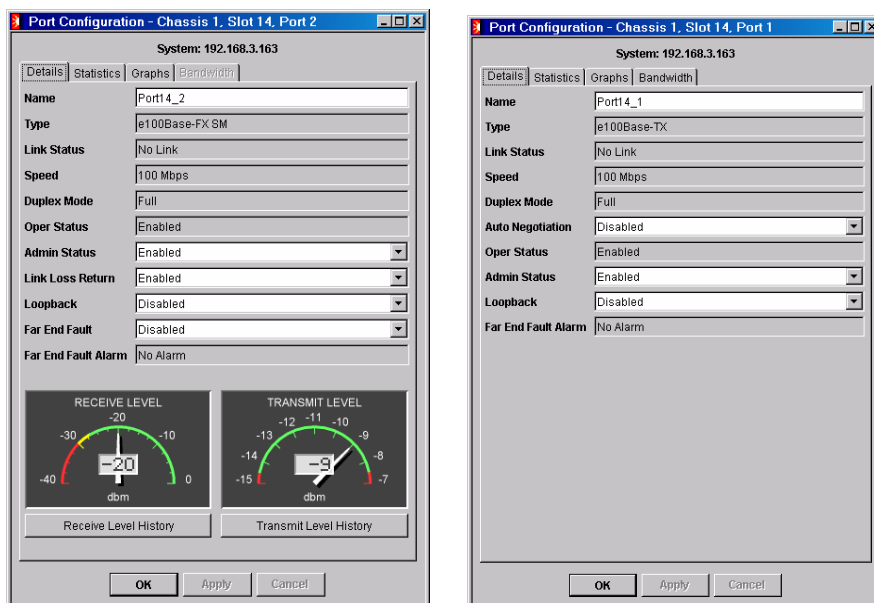 Port Configuration - Chassis 1, Slot 14, Port 2
System: 192.168.3.163
Details Statistics Graphs Bandwidth
Name Port14_2
Type e100Base-FX SM
Link Status No Link
Speed 100 Mbps
Duplex Mode Full
Oper Status Enabled
Admin Status Enabled
Link Loss Return Enabled
Loopback Disabled
Far End Fault Disabled
Far End Fault Alarm No Alarm
RECEIVE LEVEL
-40 -30 -20 -10 0
-20
dbm
TRANSMIT LEVEL
-15 -14 -13 -12 -11 -10 -9 -8 -7
-9
dbm
Receive Level History Transmit Level History
OK Apply Cancel
Port Configuration - Chassis 1, Slot 14, Port 1
System: 192.168.3.163
Details Statistics Graphs Bandwidth
Name Port14_1
Type e100Base-TX
Link Status No Link
Speed 100 Mbps
Duplex Mode Full
Auto Negotiation Disabled
Oper Status Enabled
Admin Status Enabled
Loopback Disabled
Far End Fault Alarm No Alarm
OK Apply Cancel